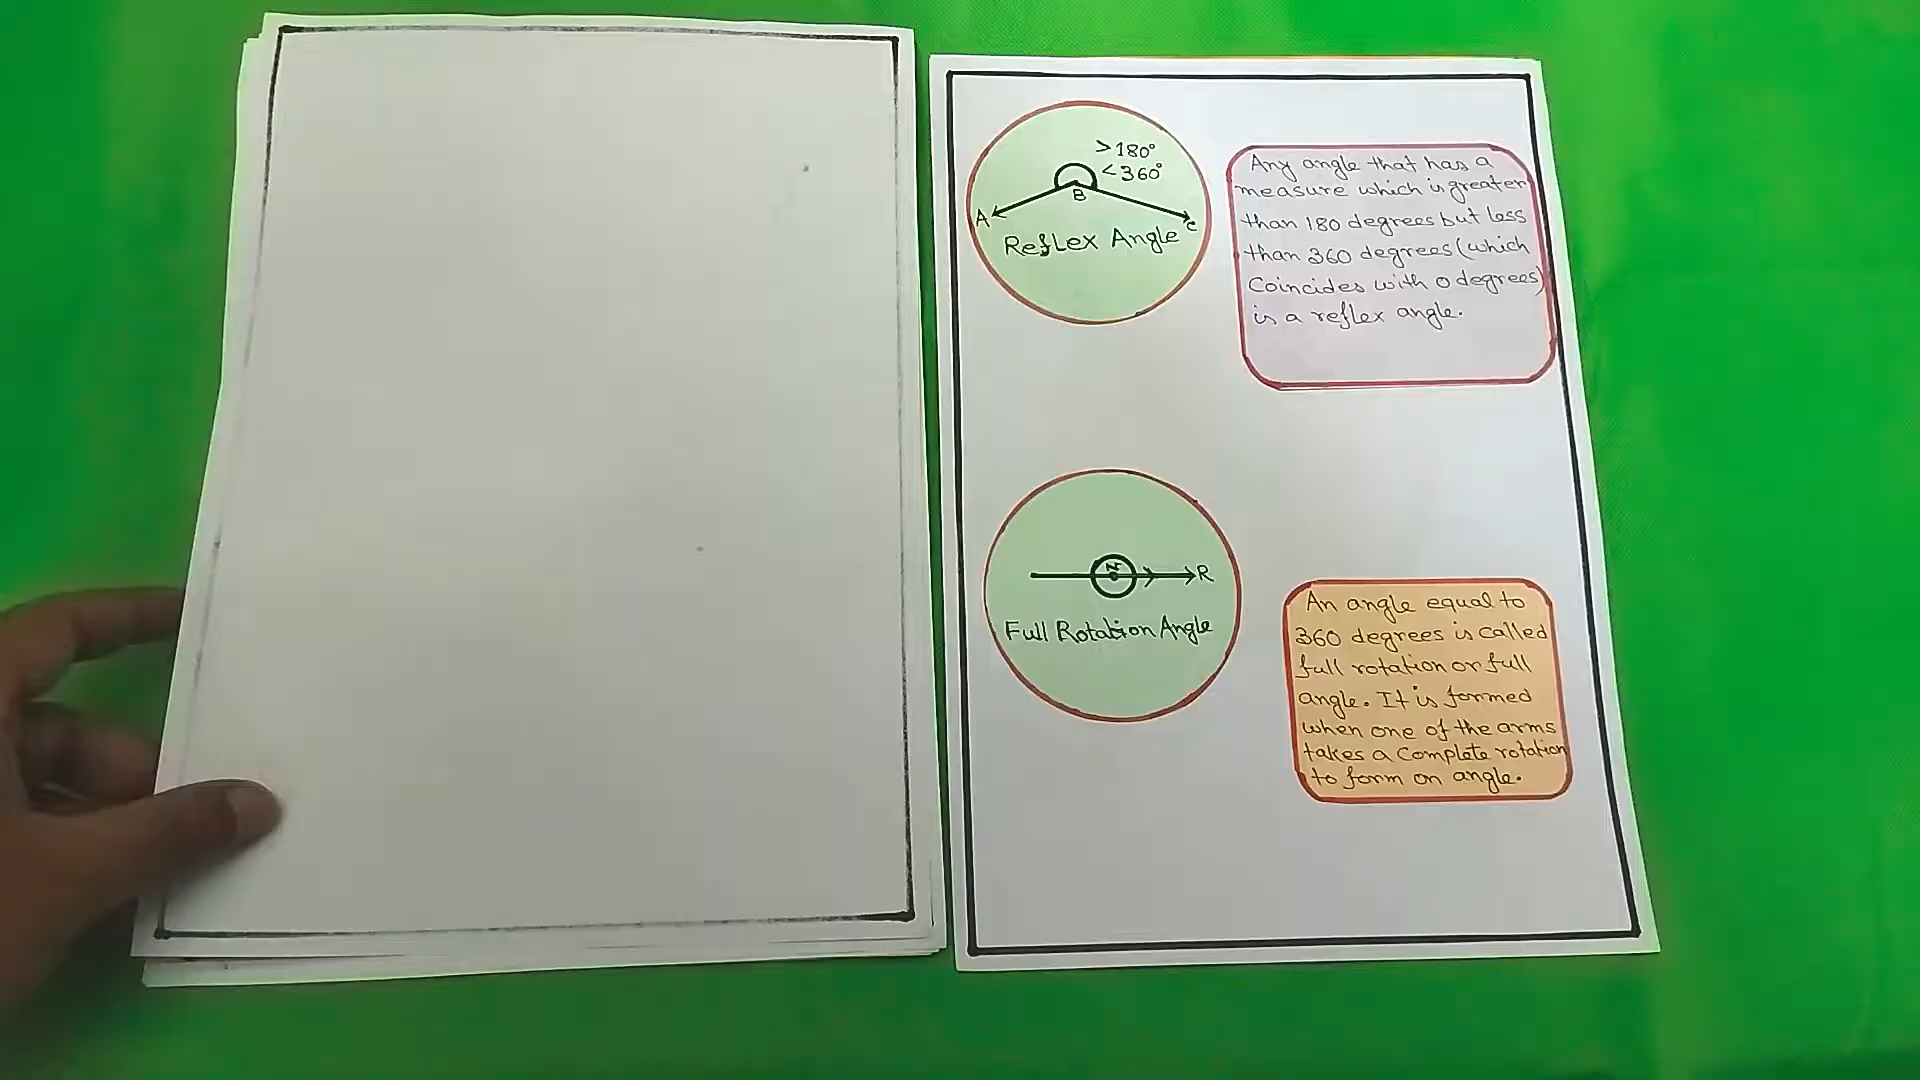 >180°
<360°
A
B
C
Reflex Angle
Any angle that has a
measure which is greater
than 180 degrees but less
than 360 degrees (which
Coincides with 0 degrees)
is a reflex angle.
N
R
Full Rotation Angle
An angle equal to
360 degrees is called
full rotation or full
angle. It is formed
when one of the arms
takes a Complete rotation
to form on angle.